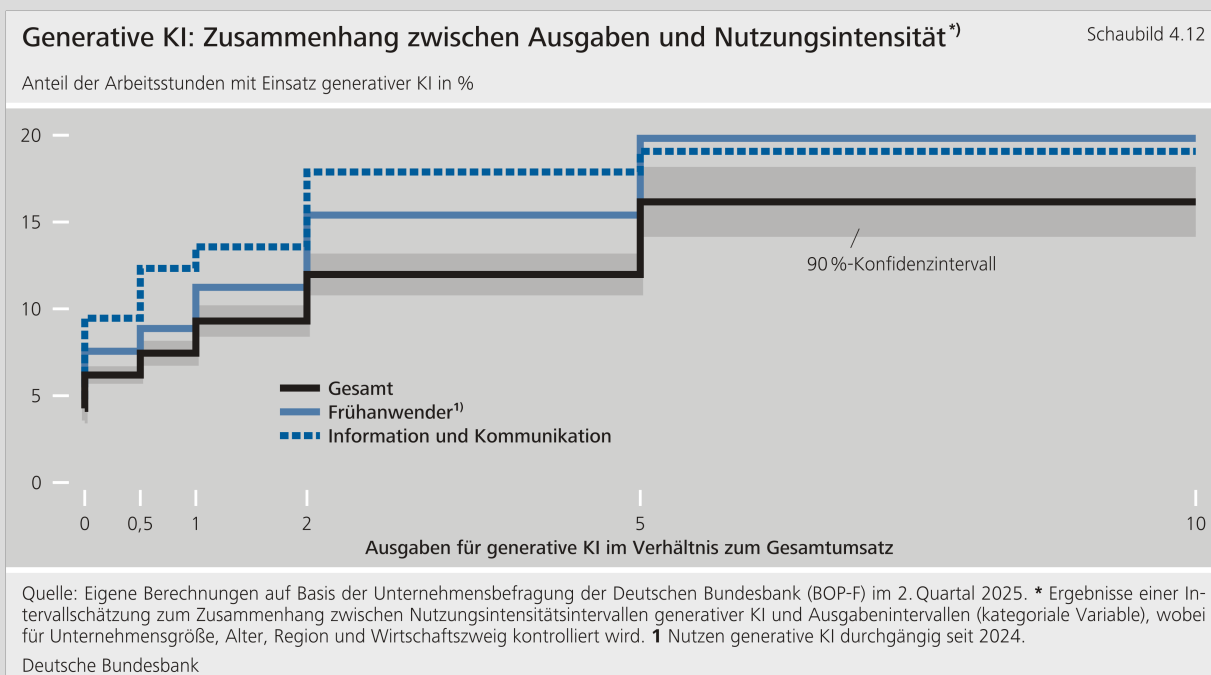 Generative KI: Zusammenhang zwischen Ausgaben und Nutzungsintensität*)
Schaubild 4.12
Anteil der Arbeitsstunden mit Einsatz generativer KI in %
20
15
10
5
0
90 %-Konfidenzintervall
Gesamt
Frühanwender1)
Information und Kommunikation
0 0,5 1 2 5 10
Ausgaben für generative KI im Verhältnis zum Gesamtumsatz
Quelle: Eigene Berechnungen auf Basis der Unternehmensbefragung der Deutschen Bundesbank (BOP-F) im 2. Quartal 2025. * Ergebnisse einer In-
tervallschätzung zum Zusammenhang zwischen Nutzungsintensitätsintervallen generativer KI und Ausgabenintervallen (kategoriale Variable), wobei
für Unternehmensgröße, Alter, Region und Wirtschaftszweig kontrolliert wird. 1 Nutzen generative KI durchgängig seit 2024.
Deutsche Bundesbank